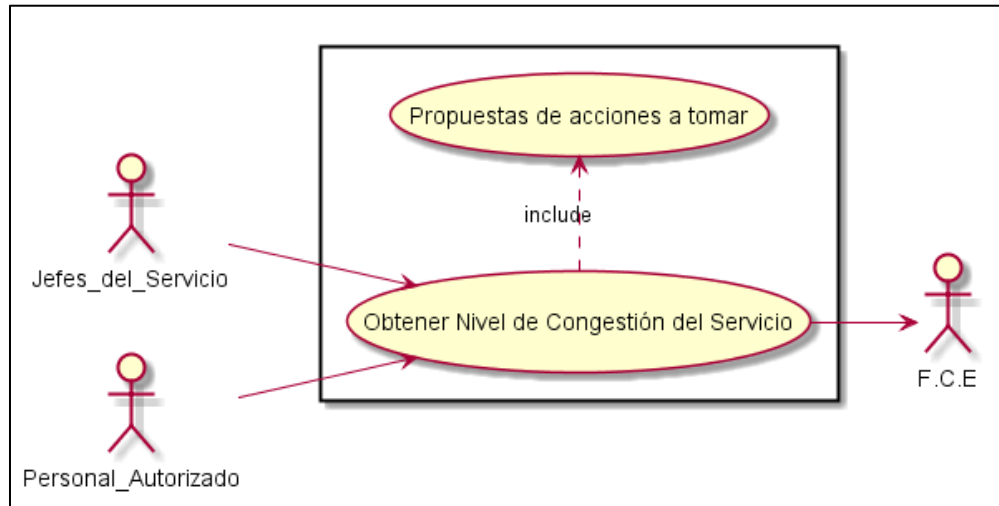 Propuestas de acciones a tomar
include
Jefes_del_Servicio
Obtener Nivel de Congestión del Servicio
F.C.E
Personal_Autorizado